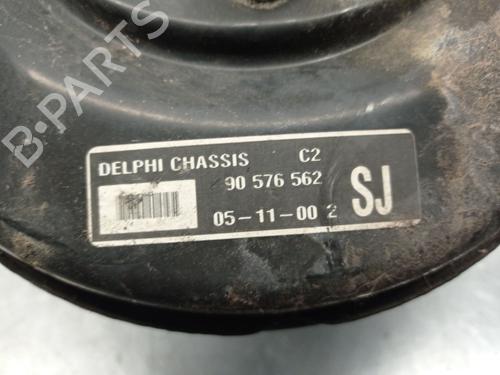 B-PARTS
DELPHI CHASSIS C2
90 576 562
05-11-00 2
SJ